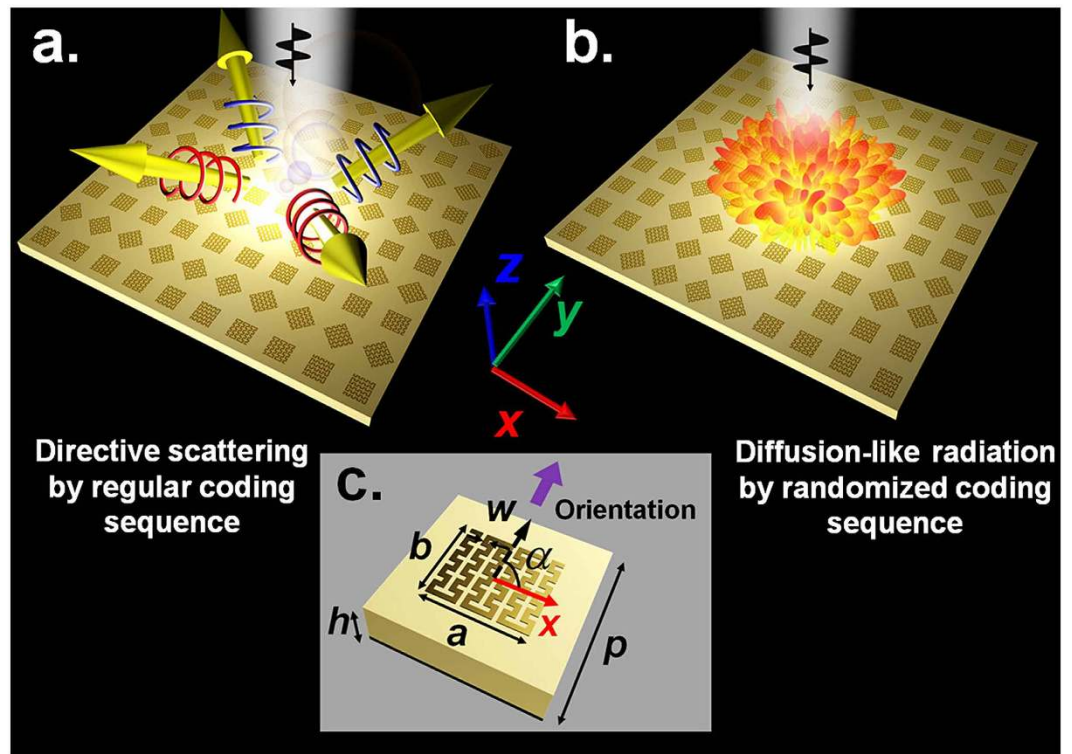 a.
b.
z
y
x
Directive scattering
by regular coding
sequence
Diffusion-like radiation
by randomized coding
sequence
c.
Orientation
w
b
α
x
h
a
p